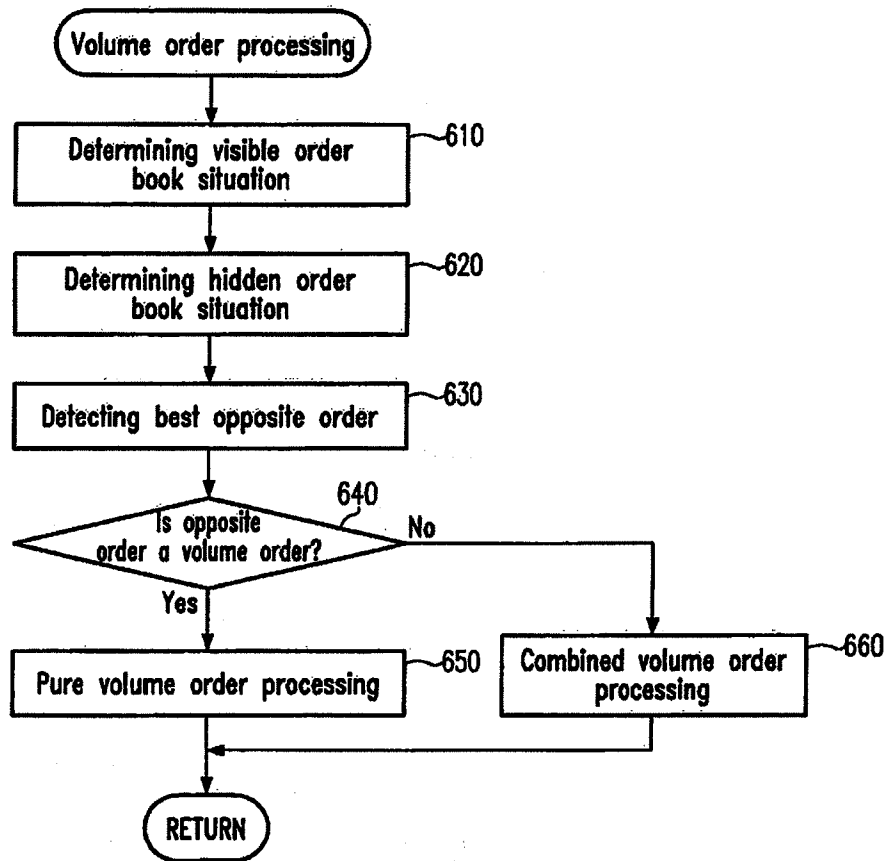 Volume order processing
610
Determining visible order
book situation
620
Determining hidden order
book situation
630
Detecting best opposite order
640
Is opposite
order a volume order?
No
Yes
650
Pure volume order processing
660
Combined volume order
processing
RETURN